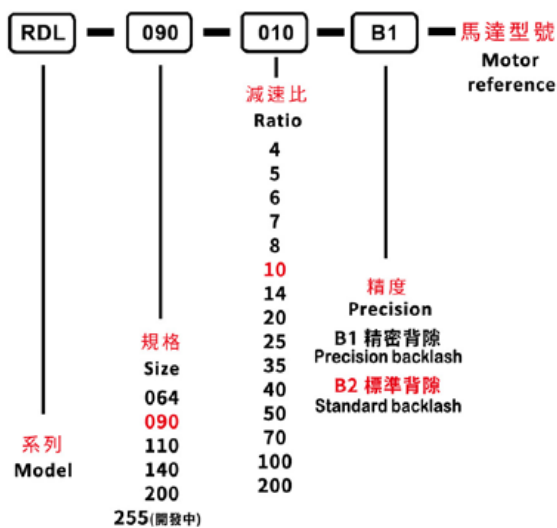 RDL 090 010 B1 馬達型號
Motor
reference
減速比
Ratio
4
5
6
7
8
10
14
20
25
35
40
50
70
100
200
精度
Precision
B1 精密背隙
Precision backlash
B2 標準背隙
Standard backlash
規格
Size
064
090
110
140
200
255(開發中)
系列
Model